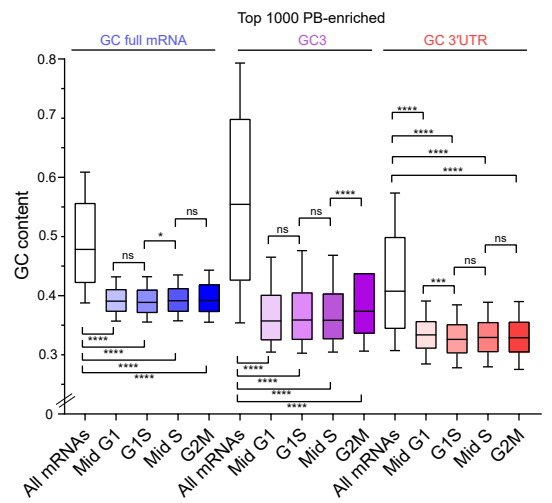 Top 1000 PB-enriched
GC full mRNA GC3 GC 3'UTR
GC content
0.8
0.7
0.6
0.5
0.4
0.3
0
ns * ns
**** **** **** ****
ns ns ****
**** **** **** ****
**** **** **** ****
*** ns ns
All mRNAs Mid G1 G1S Mid S G2M All mRNAs Mid G1 G1S Mid S G2M All mRNAs Mid G1 G1S Mid S G2M